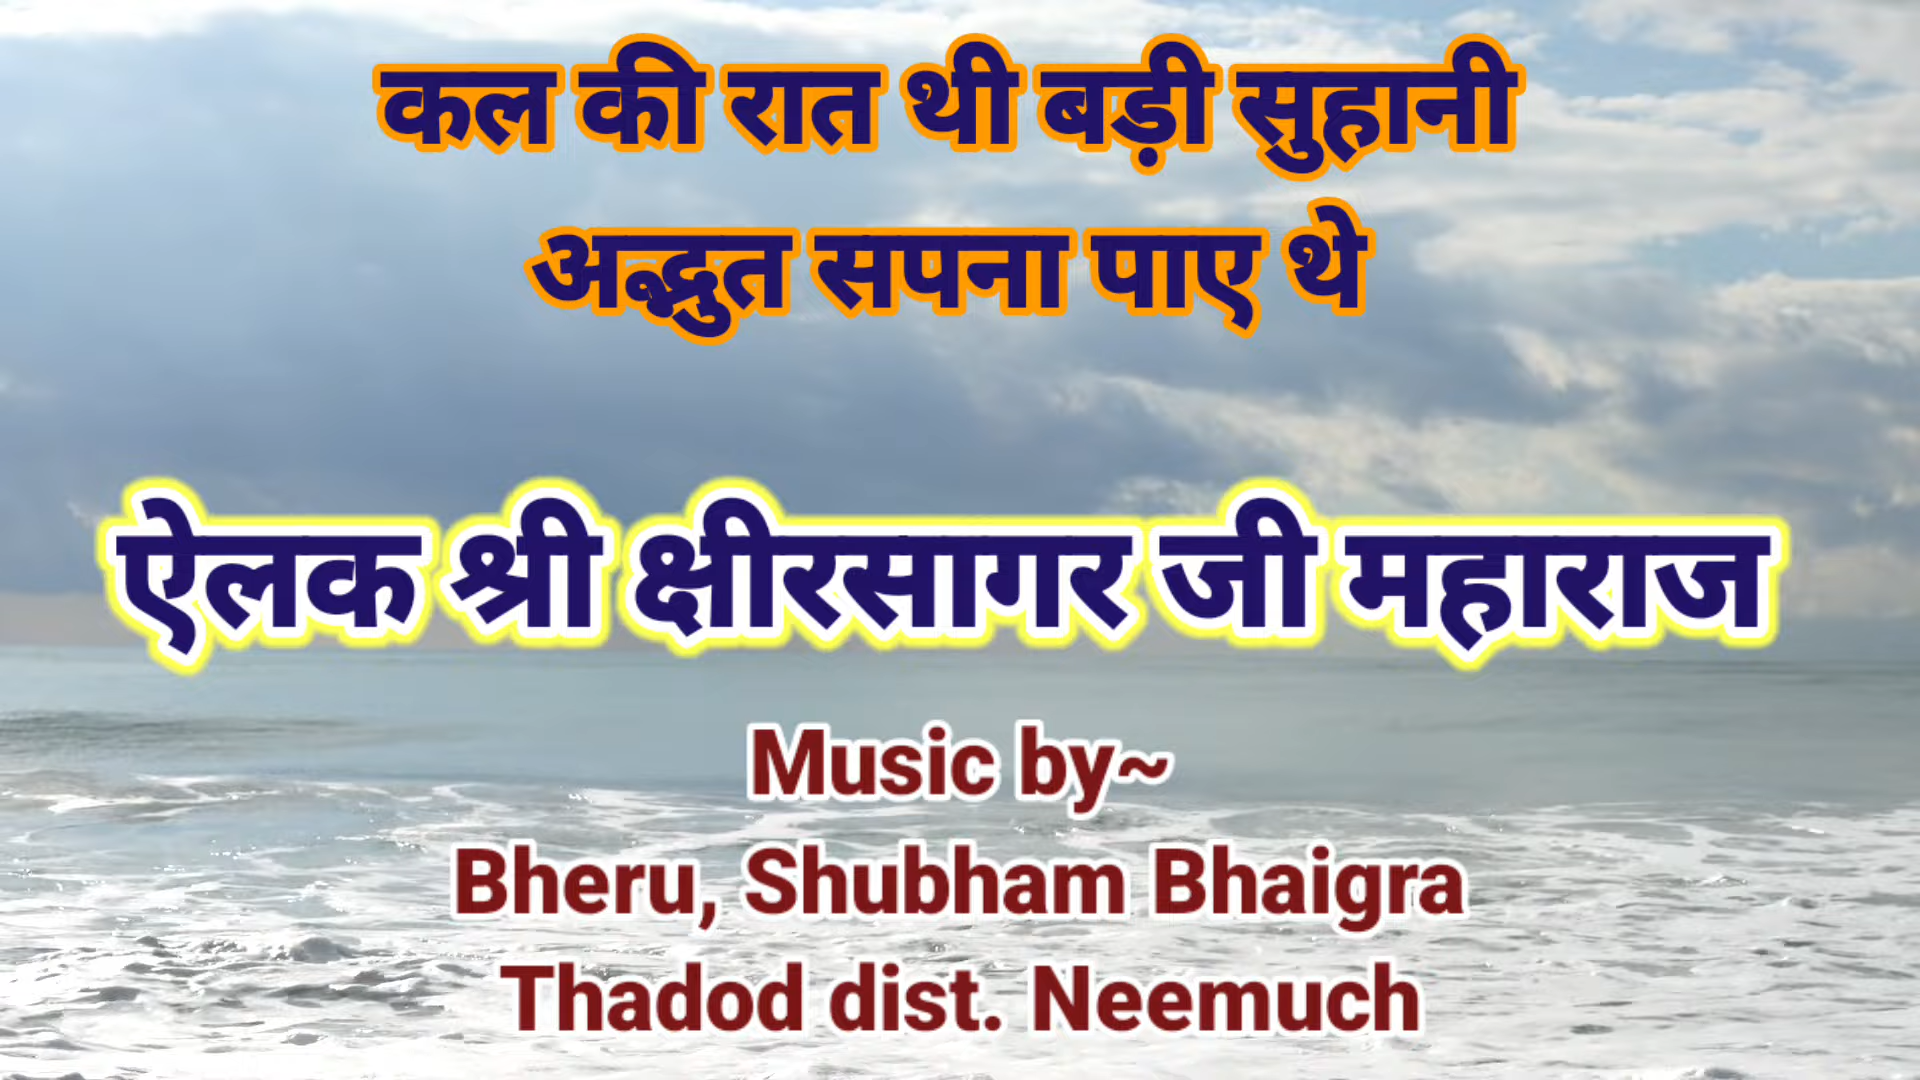 कल की रात थी बड़ी सुहानी
अद्भुत सपना पाए थे
ऐलक श्री क्षीरसागर जी महाराज
Music by~
Bheru, Shubham Bhaigra
Thadod dist. Neemuch